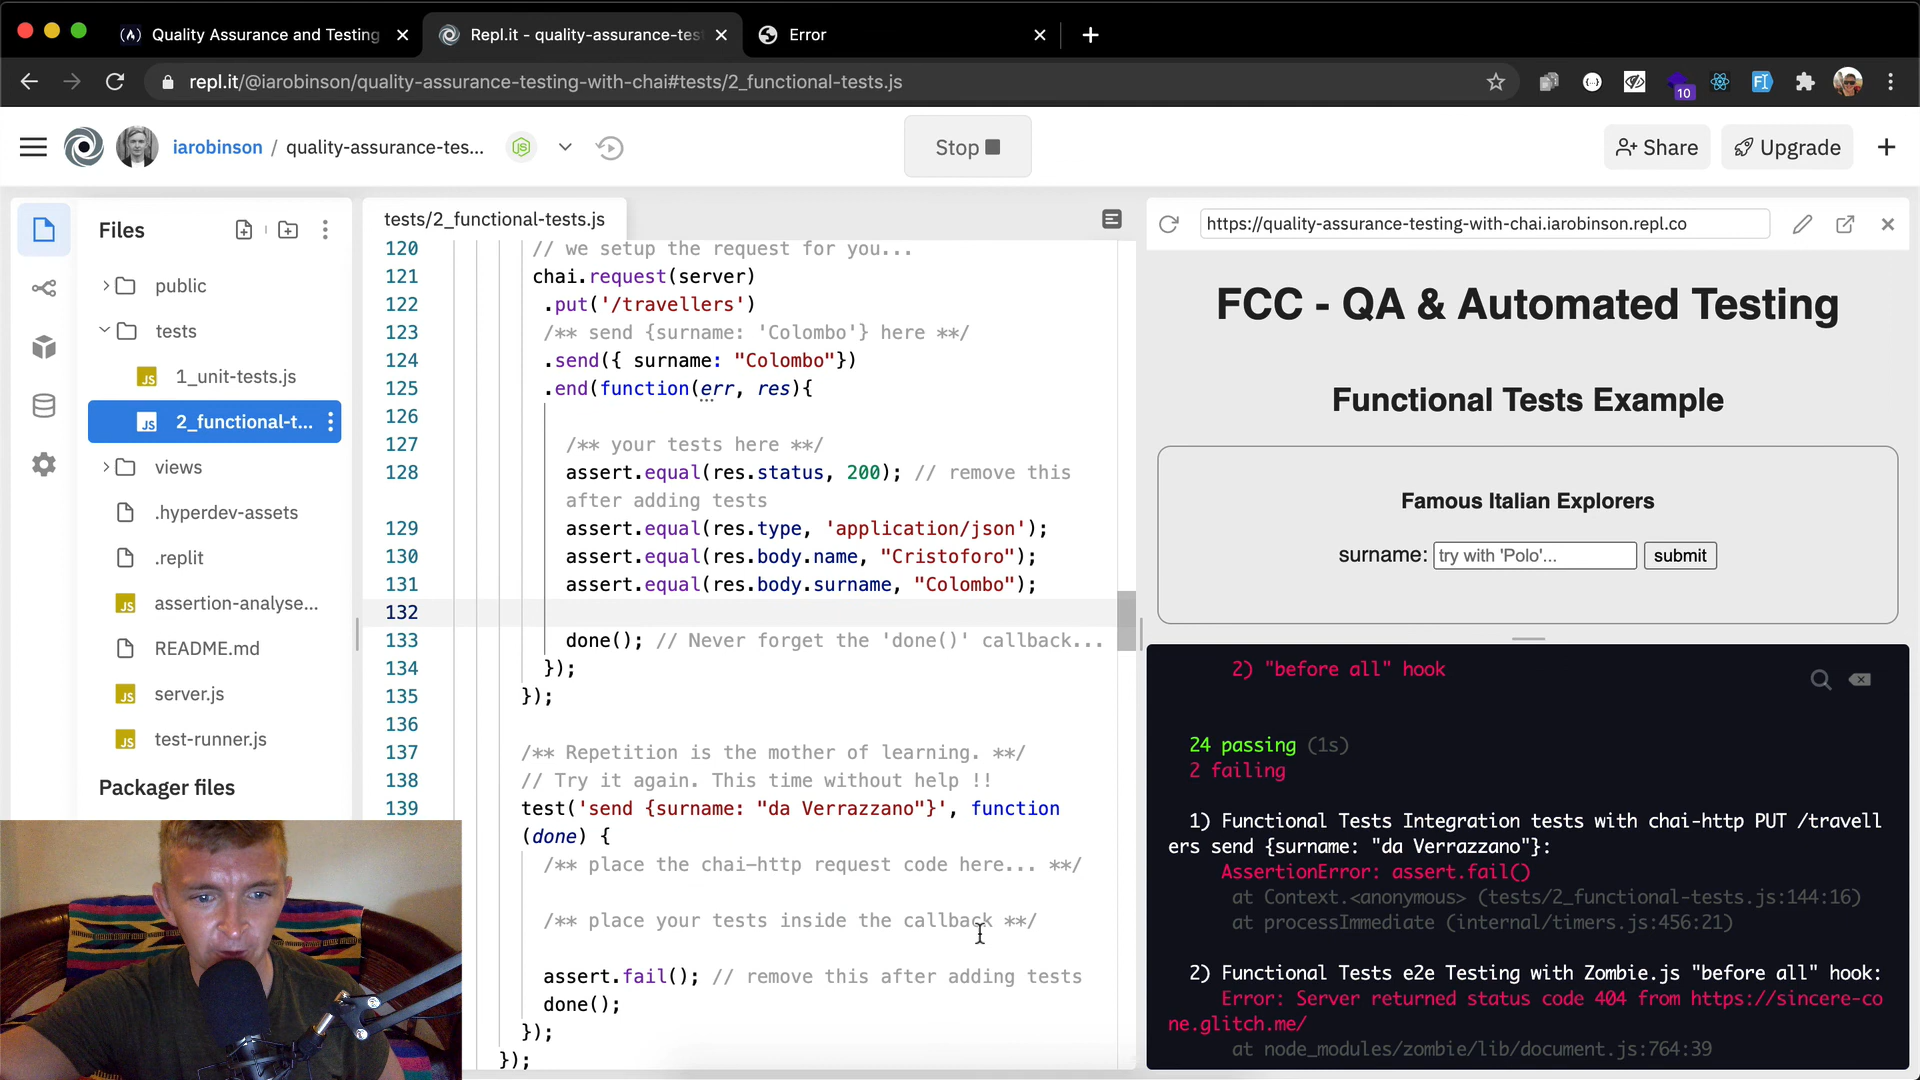 Quality Assurance and Testing
Repl.it - quality-assurance-tes
Error
repl.it/@iarobinson/quality-assurance-testing-with-chai#tests/2_functional-tests.js
10
iarobinson / quality-assurance-tes...
Stop
Share
Upgrade
Files
public
tests
1_unit-tests.js
2_functional-t...
views
.hyperdev-assets
.replit
assertion-analyse...
README.md
server.js
test-runner.js
Packager files
tests/2_functional-tests.js
120 // we setup the request for you...
121 chai.request(server)
122 .put('/travellers')
123 /** send {surname: 'Colombo'} here **/
124 .send({ surname: "Colombo"})
125 .end(function(err, res){
126
127 /** your tests here **/
128 assert.equal(res.status, 200); // remove this
after adding tests
129 assert.equal(res.type, 'application/json');
130 assert.equal(res.body.name, "Cristoforo");
131 assert.equal(res.body.surname, "Colombo");
132
133 done(); // Never forget the 'done()' callback...
134 });
135 });
136
137 /** Repetition is the mother of learning. **/
138 // Try it again. This time without help !!
139 test('send {surname: "da Verrazzano"}', function
(done) {
/** place the chai-http request code here... **/
/** place your tests inside the callback **/
assert.fail(); // remove this after adding tests
done();
});
});
https://quality-assurance-testing-with-chai.iarobinson.repl.co
FCC - QA & Automated Testing
Functional Tests Example
Famous Italian Explorers
surname: try with 'Polo'... submit
2) "before all" hook
24 passing (1s)
2 failing
1) Functional Tests Integration tests with chai-http PUT /travell
ers send {surname: "da Verrazzano"}:
AssertionError: assert.fail()
at Context.<anonymous> (tests/2_functional-tests.js:144:16)
at processImmediate (internal/timers.js:456:21)
2) Functional Tests e2e Testing with Zombie.js "before all" hook:
Error: Server returned status code 404 from https://sincere-co
ne.glitch.me/
at node_modules/zombie/lib/document.js:764:39